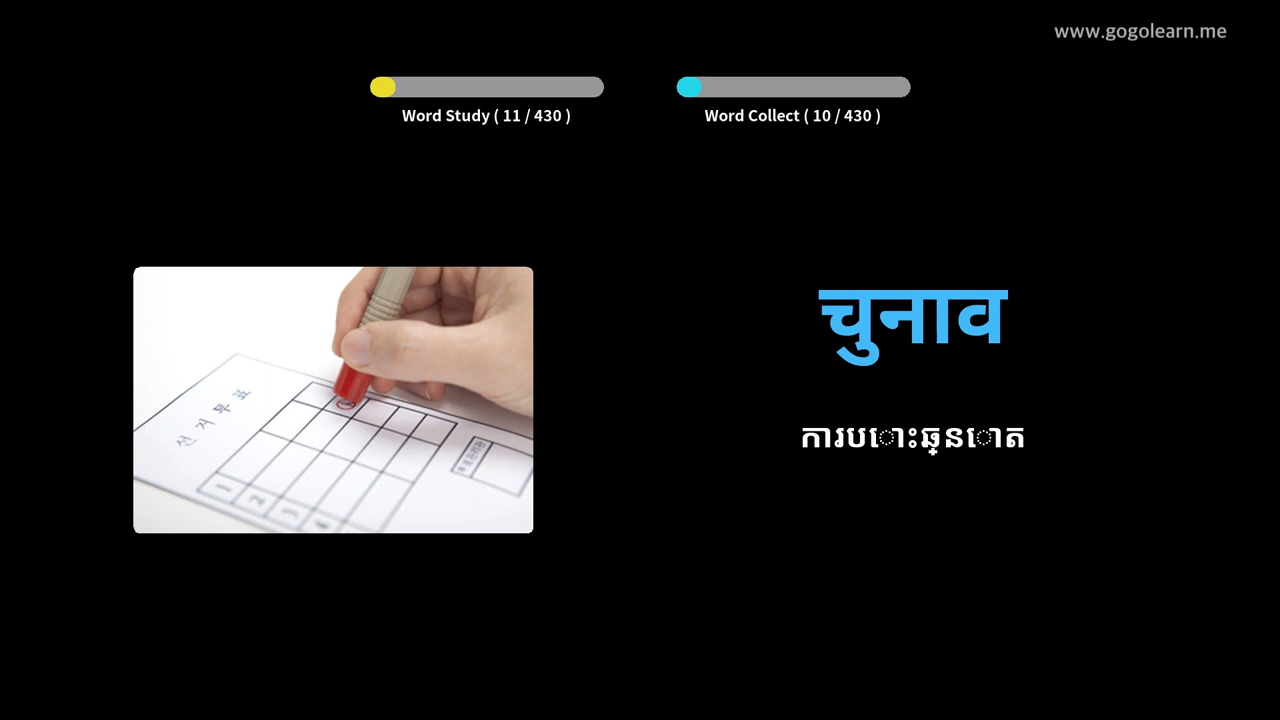 www.gogolearn.me
Word Study ( 11 / 430 )
Word Collect ( 10 / 430 )
선 거 투 표
1
2
3
4
चुनाव
ការបោះឆ្នោត